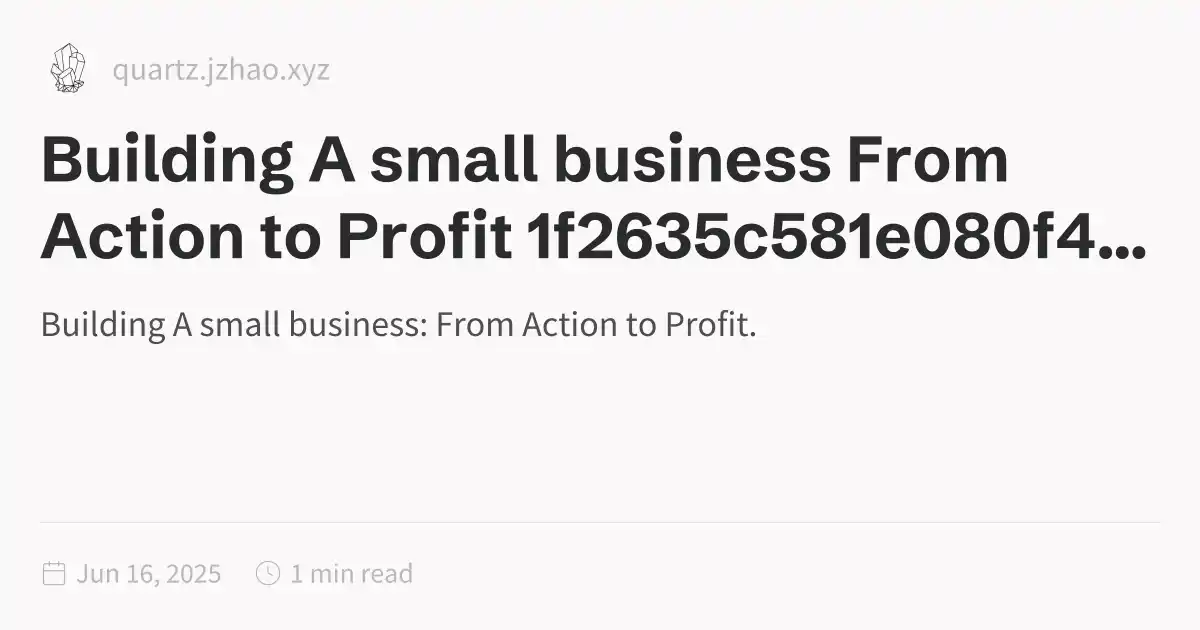 quartz.jzhao.xyz
Building A small business From
Action to Profit 1f2635c581e080f4...
Building A small business: From Action to Profit.
Jun 16, 2025 1 min read